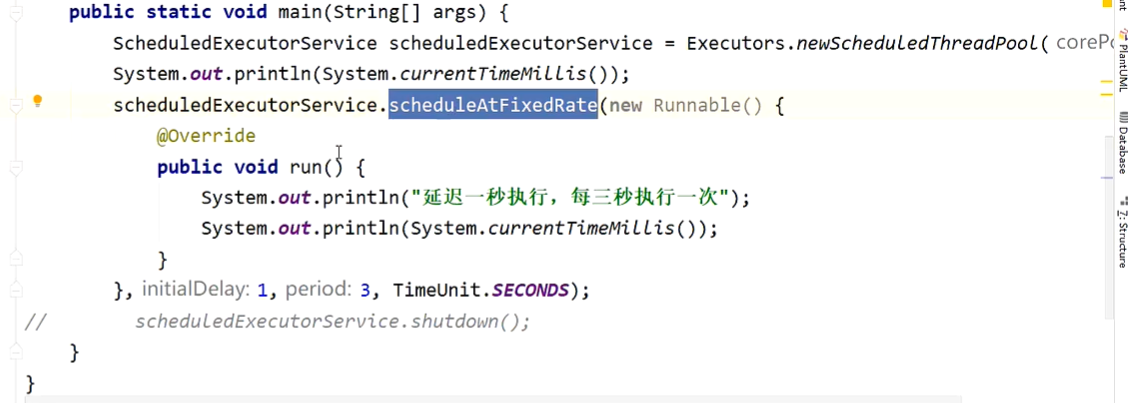 public static void main(String[] args) {
ScheduledExecutorService scheduledExecutorService = Executors.newScheduledThreadPool( corePo
System.out.println(System.currentTimeMillis());
scheduledExecutorService.scheduleAtFixedRate(new Runnable() {
@Override
public void run() {
System.out.println("延迟一秒执行，每三秒执行一次");
System.out.println(System.currentTimeMillis());
}
}, initialDelay: 1, period: 3, TimeUnit.SECONDS);
// scheduledExecutorService.shutdown();
}
}
nt
PlantUML
Database
7: Structure